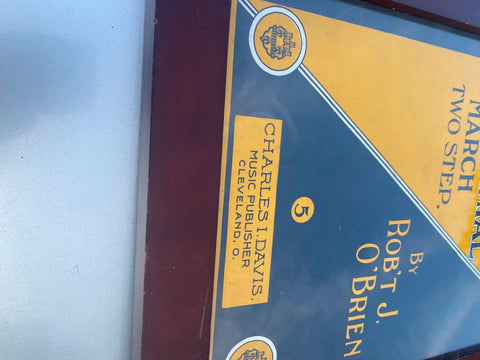 MARCH
TWO STEP.
BY
ROB'T J.
O'BRIEN
5
CHARLES I. DAVIS,
MUSIC PUBLISHER
CLEVELAND, O.